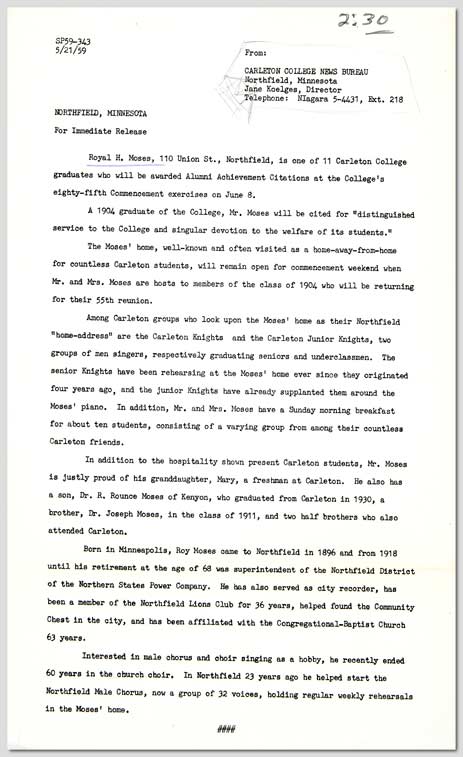 2:30
SP59-343
5/21/59
From:
CARLETON COLLEGE NEWS BUREAU
Northfield, Minnesota
Jane Koelges, Director
Telephone: NIagara 5-4431, Ext. 218
NORTHFIELD, MINNESOTA
For Immediate Release
Royal H. Moses, 110 Union St., Northfield, is one of 11 Carleton College
graduates who will be awarded Alumni Achievement Citations at the College's
eighty-fifth Commencement exercises on June 8.
A 1904 graduate of the College, Mr. Moses will be cited for "distinguished
service to the College and singular devotion to the welfare of its students."
The Moses' home, well-known and often visited as a home-away-from-home
for countless Carleton students, will remain open for commencement weekend when
Mr. and Mrs. Moses are hosts to members of the class of 1904 who will be returning
for their 55th reunion.
Among Carleton groups who look upon the Moses' home as their Northfield
"home-address" are the Carleton Knights and the Carleton Junior Knights, two
groups of men singers, respectively graduating seniors and underclassmen. The
senior Knights have been rehearsing at the Moses' home ever since they originated
four years ago, and the junior Knights have already supplanted them around the
Moses' piano. In addition, Mr. and Mrs. Moses have a Sunday morning breakfast
for about ten students, consisting of a varying group from among their countless
Carleton friends.
In addition to the hospitality shown present Carleton students, Mr. Moses
is justly proud of his granddaughter, Mary, a freshman at Carleton. He also has
a son, Dr. R. Rounce Moses of Kenyon, who graduated from Carleton in 1930, a
brother, Dr. Joseph Moses, in the class of 1911, and two half brothers who also
attended Carleton.
Born in Minneapolis, Roy Moses came to Northfield in 1896 and from 1918
until his retirement at the age of 68 was superintendent of the Northfield District
of the Northern States Power Company. He has also served as city recorder, has
been a member of the Northfield Lions Club for 36 years, helped found the Community
Chest in the city, and has been affiliated with the Congregational-Baptist Church
63 years.
Interested in male chorus and choir singing as a hobby, he recently ended
60 years in the church choir. In Northfield 23 years ago he helped start the
Northfield Male Chorus, now a group of 32 voices, holding regular weekly rehearsals
in the Moses' home.
####